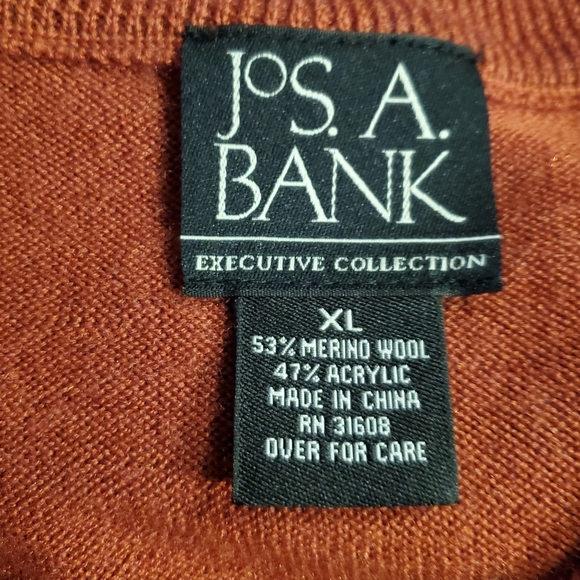 JOS. A.
BANK
EXECUTIVE COLLECTION
XL
53% MERINO WOOL
47% ACRYLIC
MADE IN CHINA
RN 31608
OVER FOR CARE